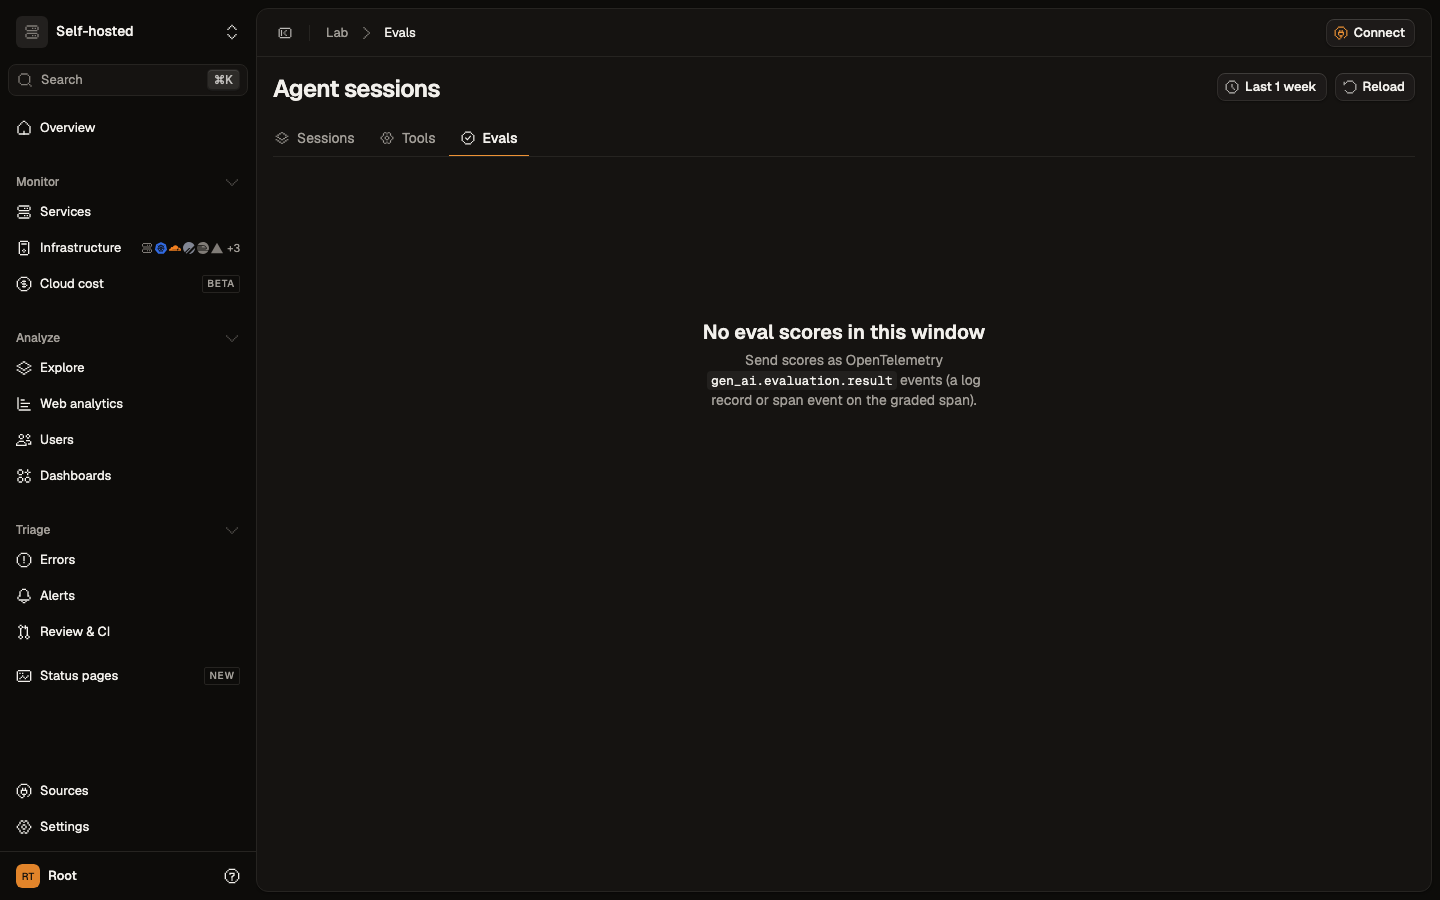 Self-hosted
Search
⌘K
Overview
Monitor
Services
Infrastructure
+3
Cloud cost
BETA
Analyze
Explore
Web analytics
Users
Dashboards
Triage
Errors
Alerts
Review & CI
Status pages
NEW
Sources
Settings
RT
Root
Lab
Evals
Connect
Agent sessions
Last 1 week
Reload
Sessions
Tools
Evals
No eval scores in this window
Send scores as OpenTelemetry
gen_ai.evaluation.result events (a log
record or span event on the graded span).